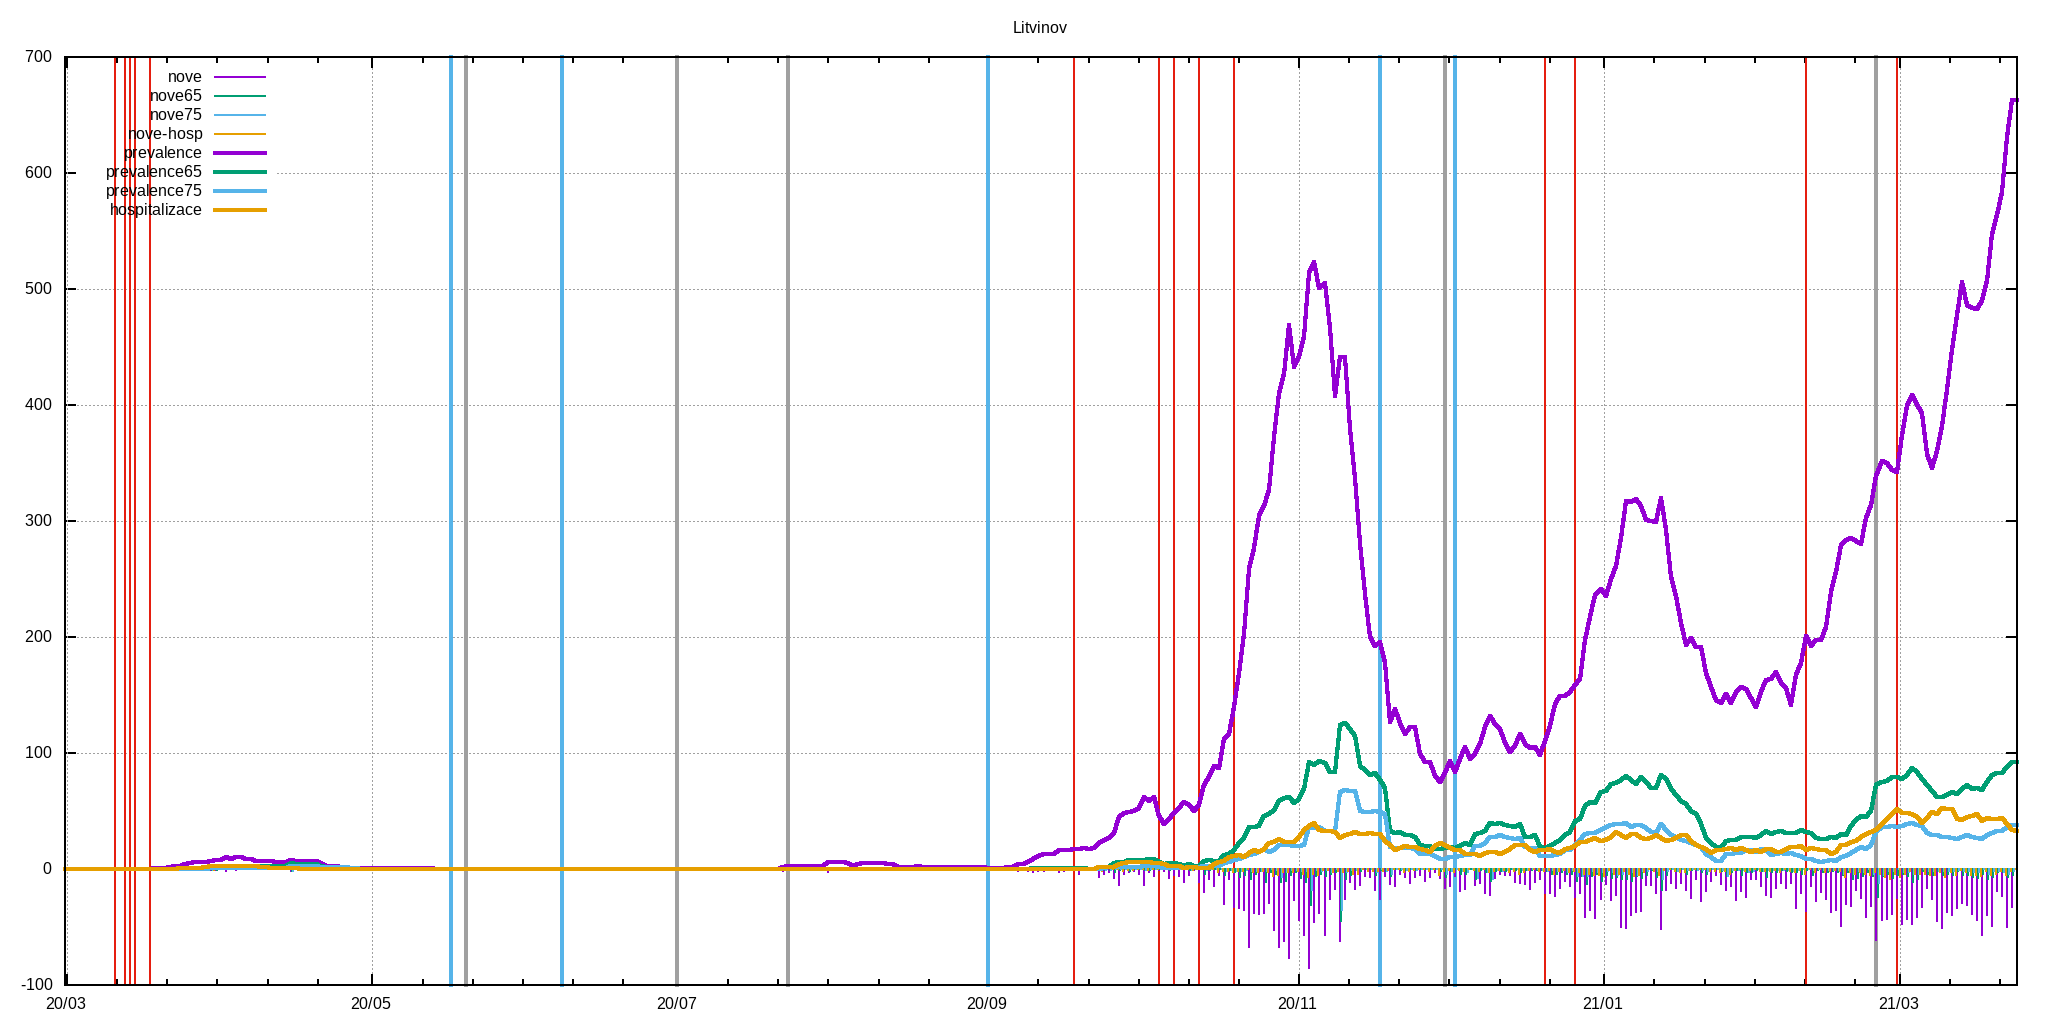 Litvinov
700
nove
nove65
nove75
nove-hosp
prevalence
prevalence65
prevalence75
hospitalizace
600
500
400
300
200
100
0
-100
20/03 20/05 20/07 20/09 20/11 21/01 21/03